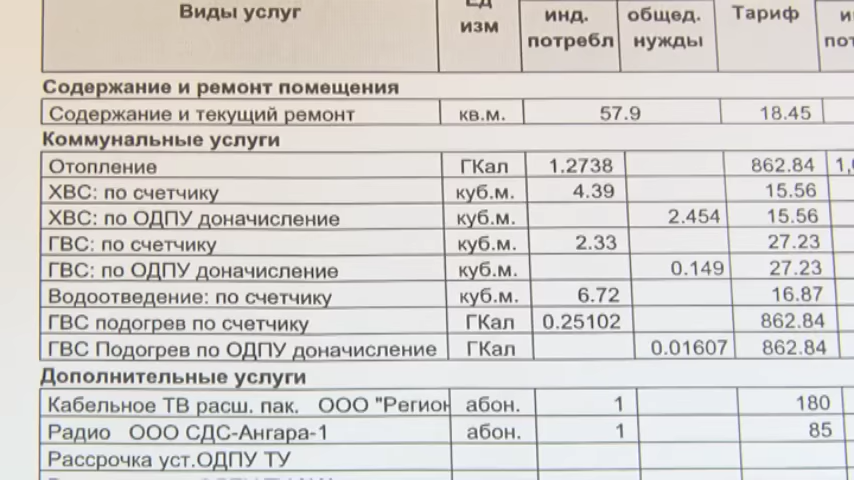 Виды услуг Ед изм инд. потребл общед. нужды Тариф
Содержание и ремонт помещения
Содержание и текущий ремонт кв.м. 57.9 18.45
Коммунальные услуги
Отопление ГКал 1.2738 862.84
ХВС: по счетчику куб.м. 4.39 15.56
ХВС: по ОДПУ доначисление куб.м. 2.454 15.56
ГВС: по счетчику куб.м. 2.33 27.23
ГВС: по ОДПУ доначисление куб.м. 0.149 27.23
Водоотведение: по счетчику куб.м. 6.72 16.87
ГВС подогрев по счетчику ГКал 0.25102 862.84
ГВС Подогрев по ОДПУ доначисление ГКал 0.01607 862.84
Дополнительные услуги
Кабельное ТВ расш. пак. ООО "Регион абон. 1 180
Радио ООО СДС-Ангара-1 абон. 1 85
Рассрочка уст.ОДПУ ТУ